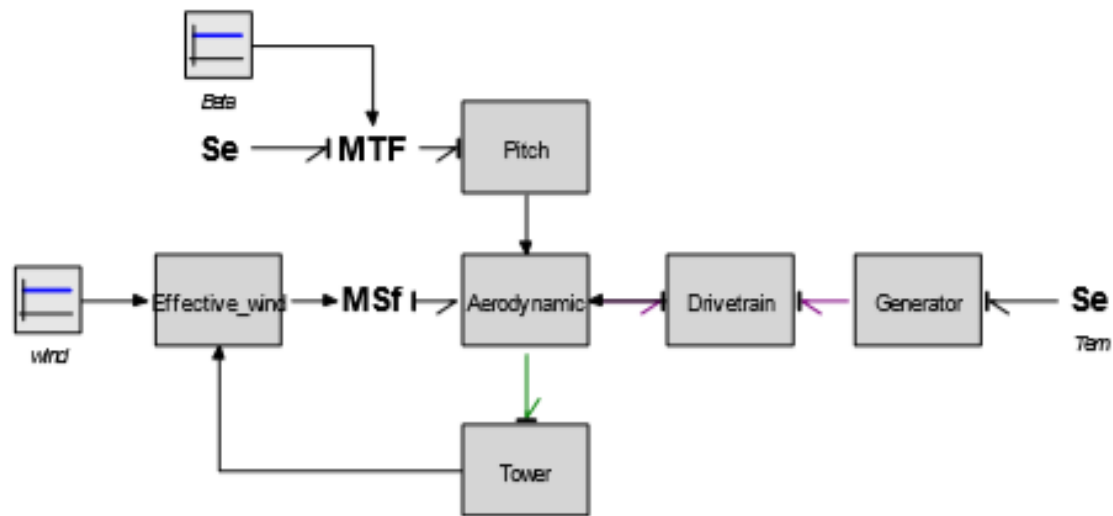 Beta
Se
MTF
Pitch
Effective_wind
MSf
Aerodynamic
Drivetrain
Generator
Se
wind
Tem
Tower